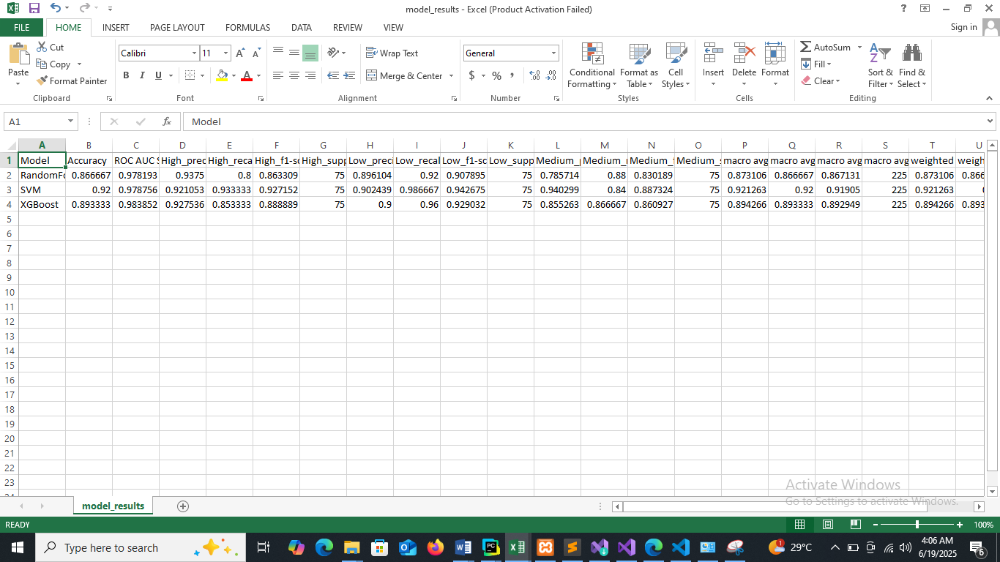 model_results - Excel (Product Activation Failed)
FILE HOME INSERT PAGE LAYOUT FORMULAS DATA REVIEW VIEW Sign in
Paste Cut Copy Format Painter
Calibri 11
B I U
Wrap Text
Merge & Center
General
$ % ,
Conditional Formatting Format as Table Cell Styles
Insert Delete Format
AutoSum Fill Clear
Sort & Filter Find & Select
Clipboard Font Alignment Number Styles Cells Editing
A1 fx Model
A B C D E F G H I J K L M N O P Q R S T U
1 Model Accuracy ROC AUC S High_prec High_reca High_f1-sc High_supp Low_preci Low_recal Low_f1-sc Low_supp Medium_p Medium_r Medium_f Medium_s macro avg macro avg macro avg macro avg weighted weigh
2 RandomFo 0.866667 0.978193 0.9375 0.8 0.863309 75 0.896104 0.92 0.907895 75 0.785714 0.88 0.830189 75 0.873106 0.866667 0.867131 225 0.873106 0.866
3 SVM 0.92 0.978756 0.921053 0.933333 0.927152 75 0.902439 0.986667 0.942675 75 0.940299 0.84 0.887324 75 0.921263 0.92 0.91905 225 0.921263
4 XGBoost 0.893333 0.983852 0.927536 0.853333 0.888889 75 0.9 0.96 0.929032 75 0.855263 0.866667 0.860927 75 0.894266 0.893333 0.892949 225 0.894266 0.893
5
6
7
8
9
10
11
12
13
14
15
16
17
18
19
20
21
22
23
Activate Windows
Go to Settings to activate Windows.
model_results
READY 100%
Type here to search 29°C 4:06 AM
6/19/2025